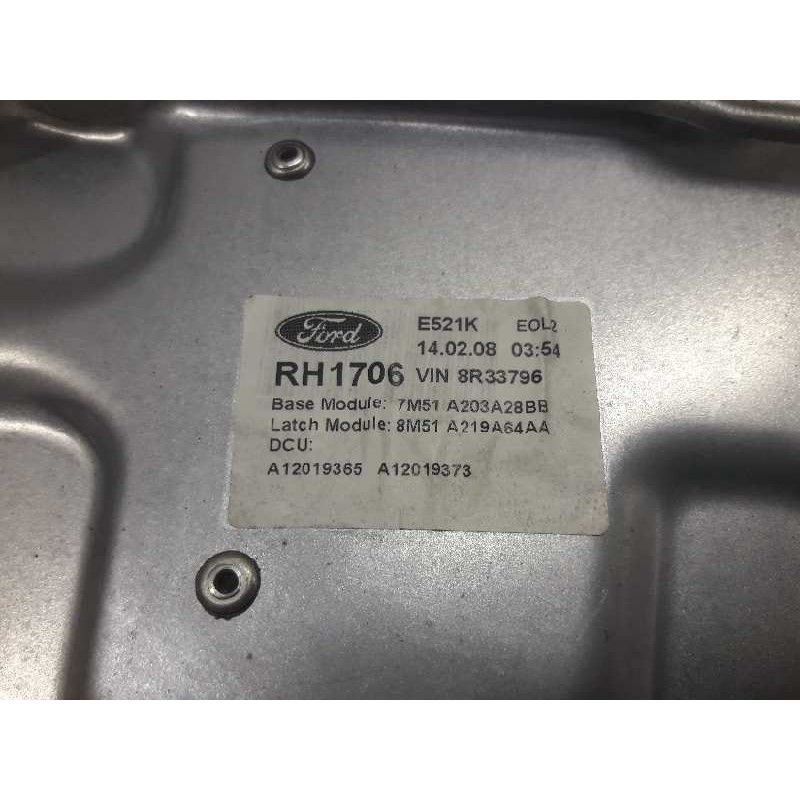 Ford E521K EOL2
14.02.08 03:54
RH1706 VIN 8R33796
Base Module: 7M51 A203A28BB
Latch Module: 8M51 A219A64AA
DCU:
A12019365 A12019373